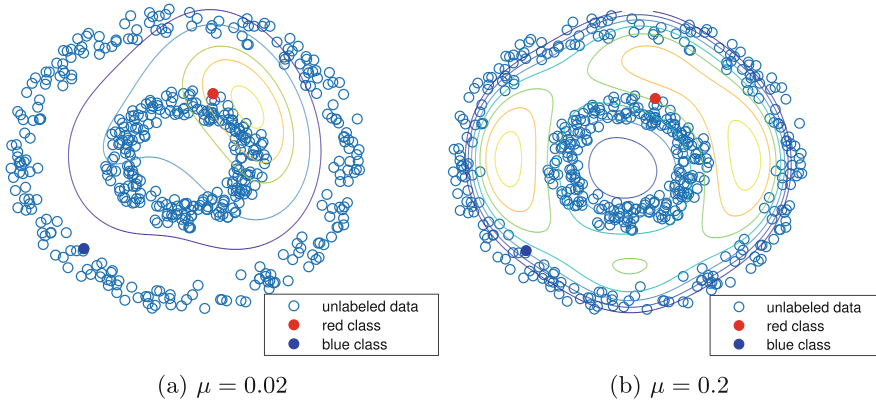 unlabeled data
red class
blue class
(a) μ = 0.02
unlabeled data
red class
blue class
(b) μ = 0.2